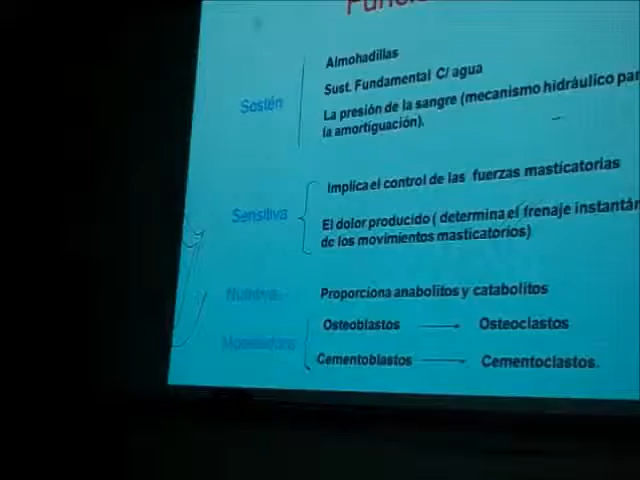 Sostén
Almohadillas
Sust. Fundamental C/ agua
La presión de la sangre (mecanismo hidráulico
la amortiguación).
Sensitiva
Implica el control de las fuerzas masticatorias
El dolor producido ( determina el frenaje
de los movimientos masticatorios)
Nutritiva.
Proporciona anabolitos y catabolitos
Osteoblastos Osteoclastos
Cementoblastos Cementoclastos.